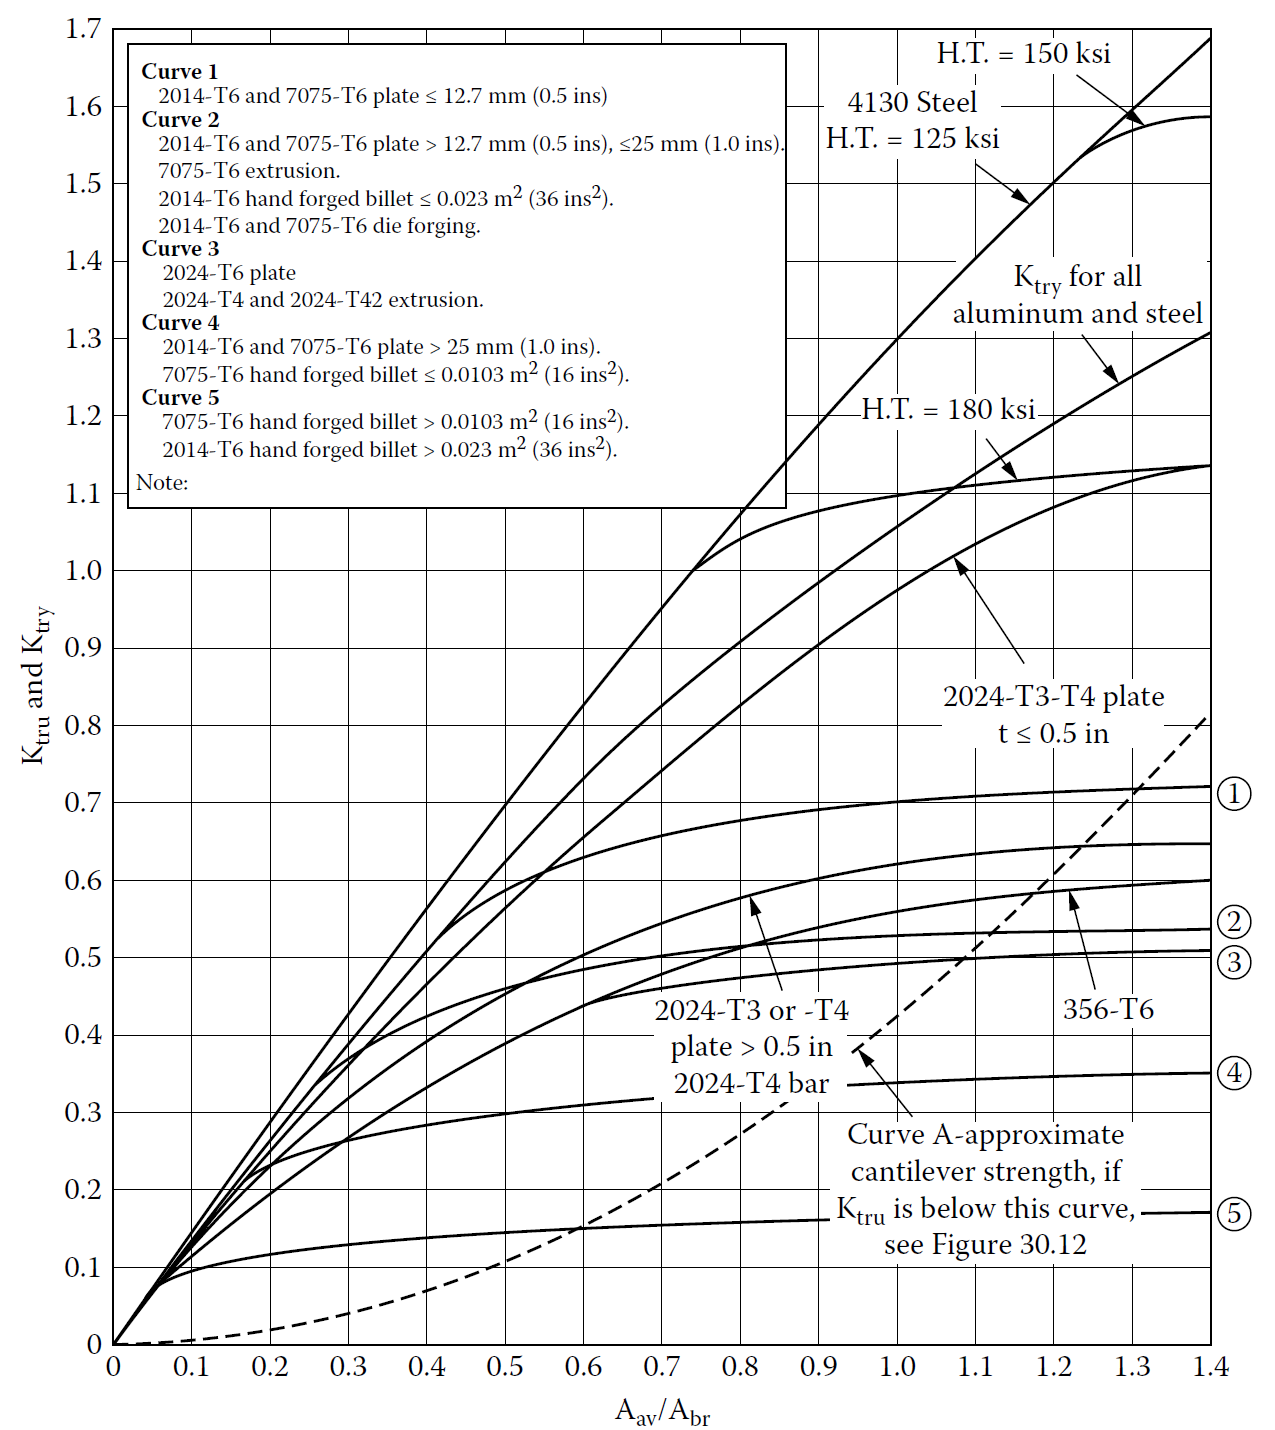 1.7
1.6
1.5
1.4
1.3
1.2
1.1
1.0
0.9
0.8
0.7
0.6
0.5
0.4
0.3
0.2
0.1
0
K_tru and K_try
Curve 1
2014-T6 and 7075-T6 plate ≤ 12.7 mm (0.5 ins)
Curve 2
2014-T6 and 7075-T6 plate > 12.7 mm (0.5 ins), ≤25 mm (1.0 ins).
7075-T6 extrusion.
2014-T6 hand forged billet ≤ 0.023 m² (36 ins²).
2014-T6 and 7075-T6 die forging.
Curve 3
2024-T6 plate
2024-T4 and 2024-T42 extrusion.
Curve 4
2014-T6 and 7075-T6 plate > 25 mm (1.0 ins).
7075-T6 hand forged billet ≤ 0.0103 m² (16 ins²).
Curve 5
7075-T6 hand forged billet > 0.0103 m² (16 ins²).
2014-T6 hand forged billet > 0.023 m² (36 ins²).
Note:
H.T. = 150 ksi
4130 Steel
H.T. = 125 ksi
K_try for all
aluminum and steel
H.T. = 180 ksi
2024-T3-T4 plate
t ≤ 0.5 in
1
2
3
356-T6
2024-T3 or -T4
plate > 0.5 in
2024-T4 bar
4
Curve A-approximate
cantilever strength, if
K_tru is below this curve,
see Figure 30.12
5
0 0.1 0.2 0.3 0.4 0.5 0.6 0.7 0.8 0.9 1.0 1.1 1.2 1.3 1.4
A_av/A_br